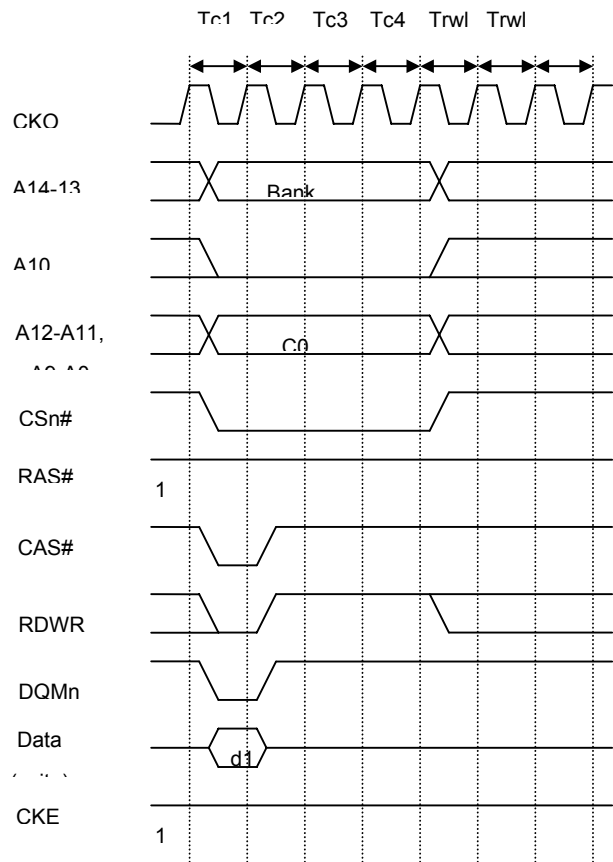 Tc1 Tc2 Tc3 Tc4 Trwl Trwl
CKO
A14-13
Bank
A10
A12-A11,
C0
CSn#
RAS#
1
CAS#
RDWR
DQMn
Data
d1
CKE
1